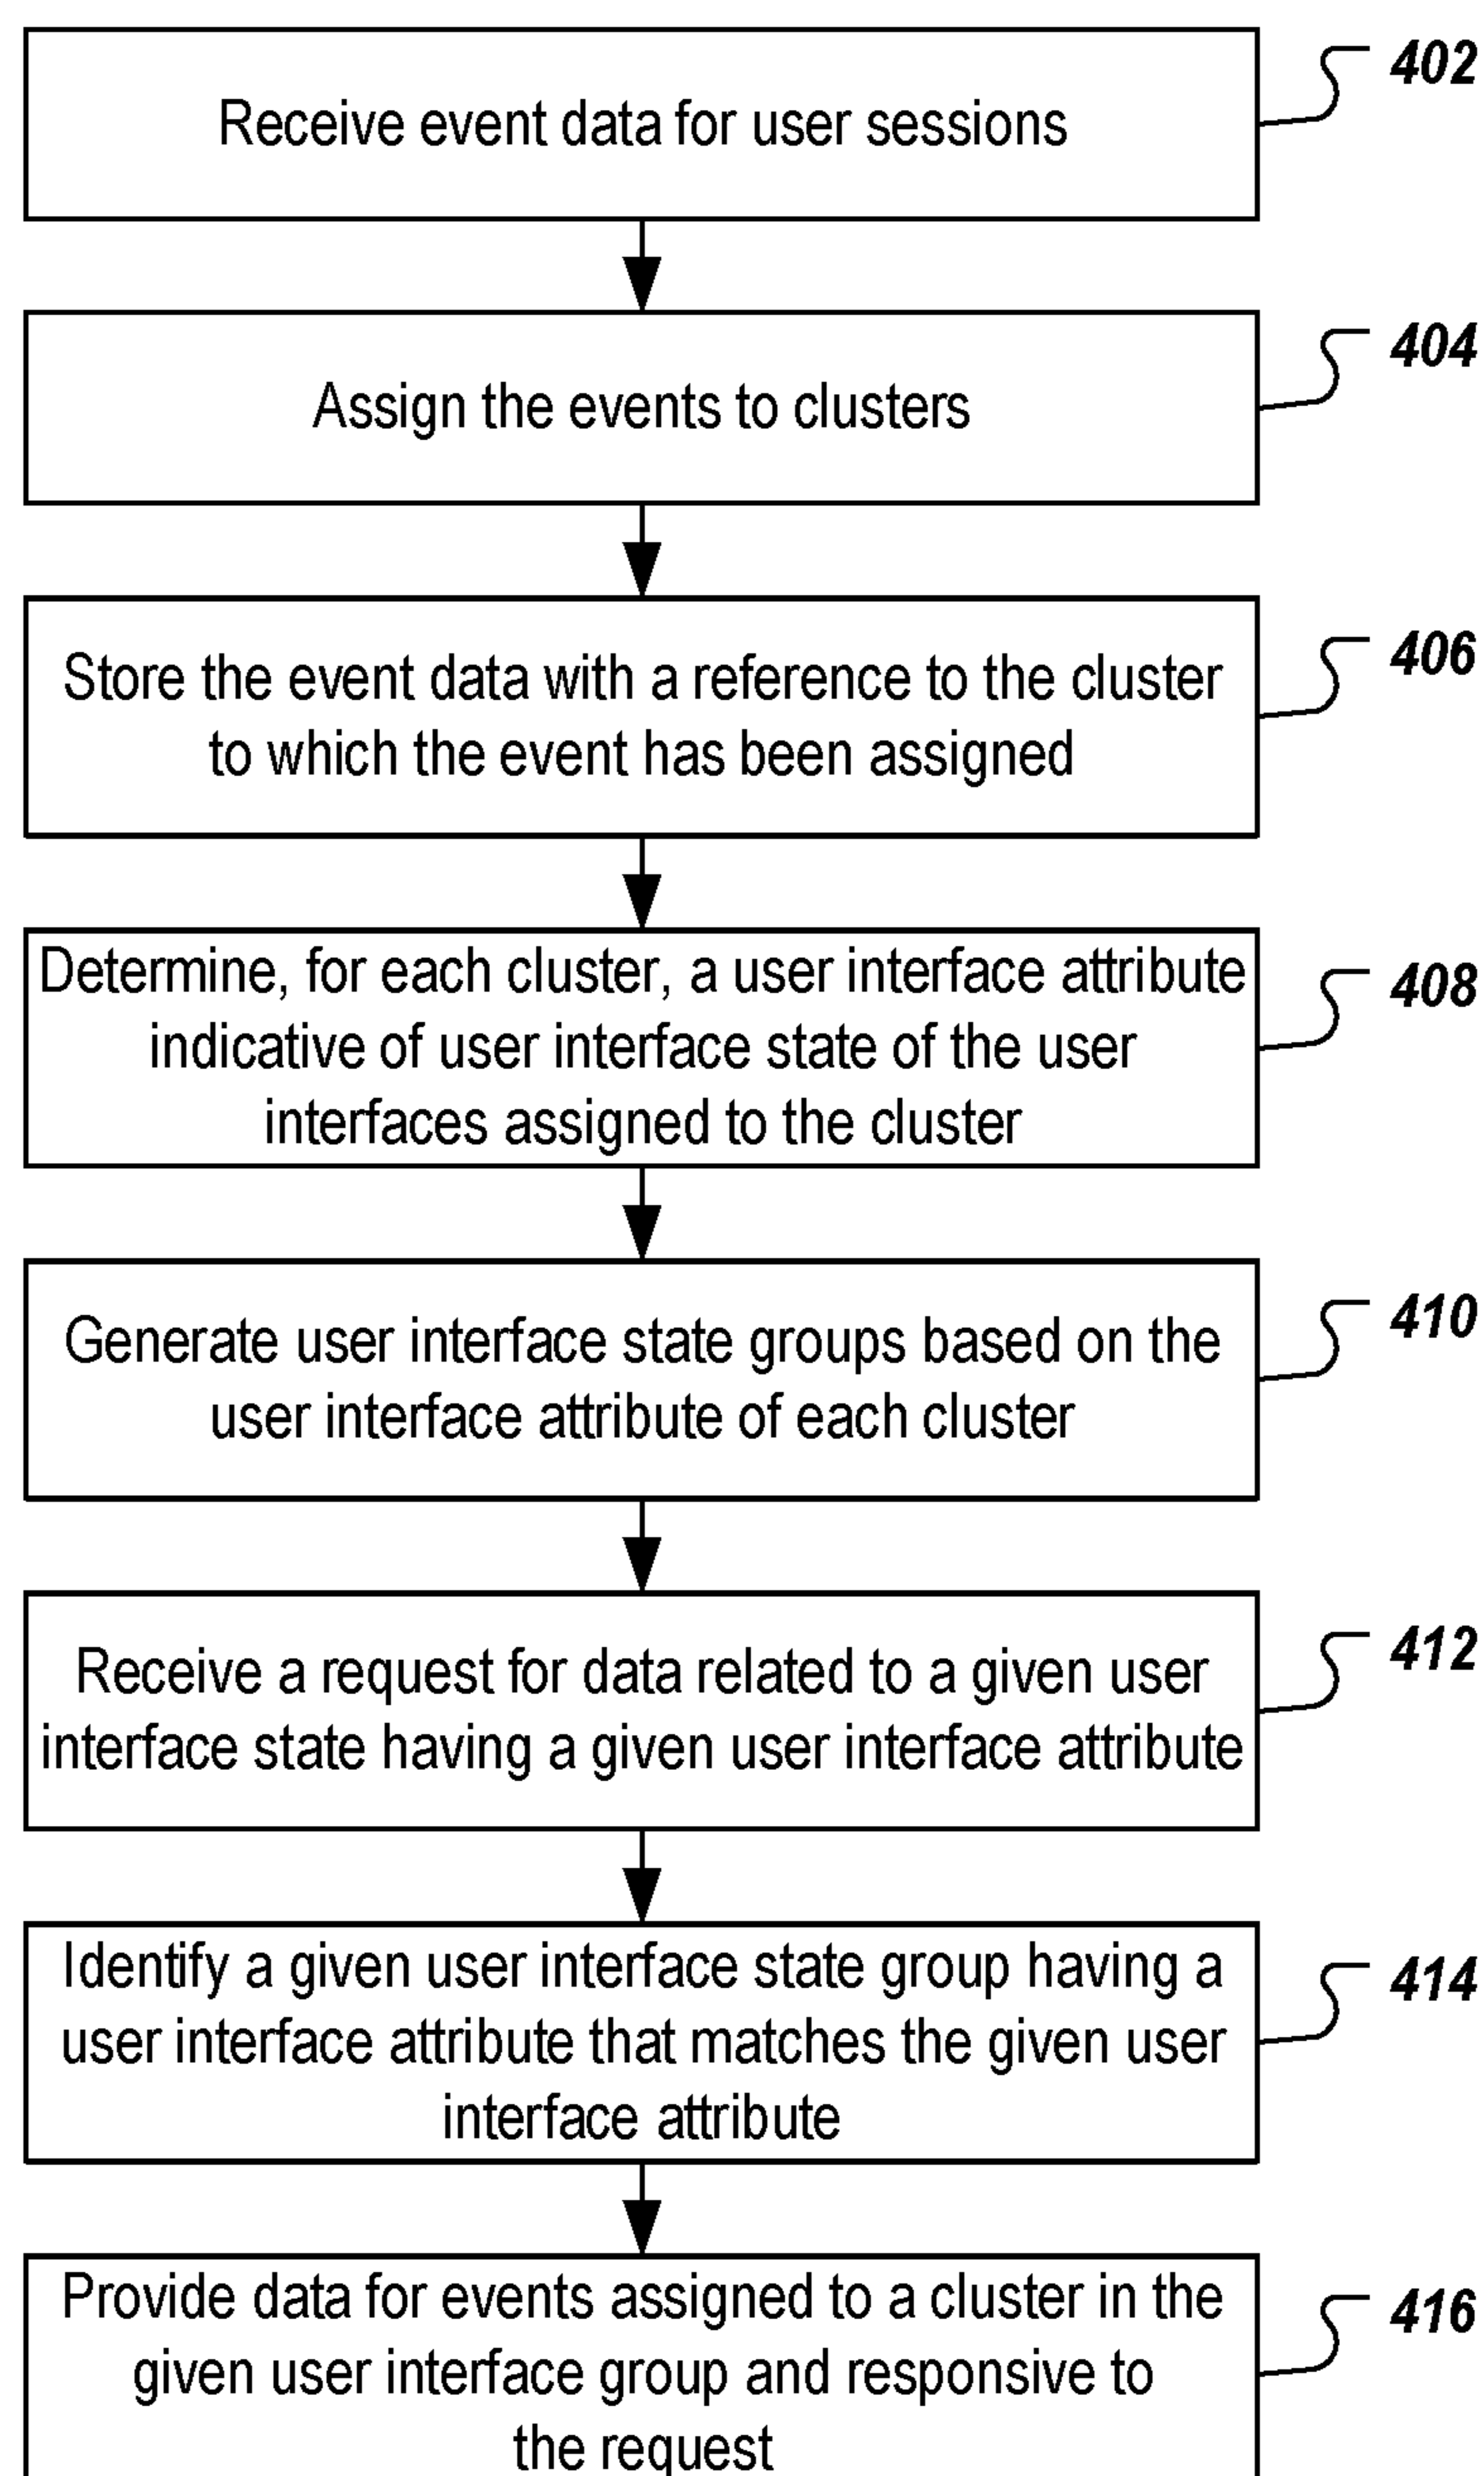 402
Receive event data for user sessions
404
Assign the events to clusters
406
Store the event data with a reference to the cluster
to which the event has been assigned
408
Determine, for each cluster, a user interface attribute
indicative of user interface state of the user
interfaces assigned to the cluster
410
Generate user interface state groups based on the
user interface attribute of each cluster
412
Receive a request for data related to a given user
interface state having a given user interface attribute
414
Identify a given user interface state group having a
user interface attribute that matches the given user
interface attribute
416
Provide data for events assigned to a cluster in the
given user interface group and responsive to
the request